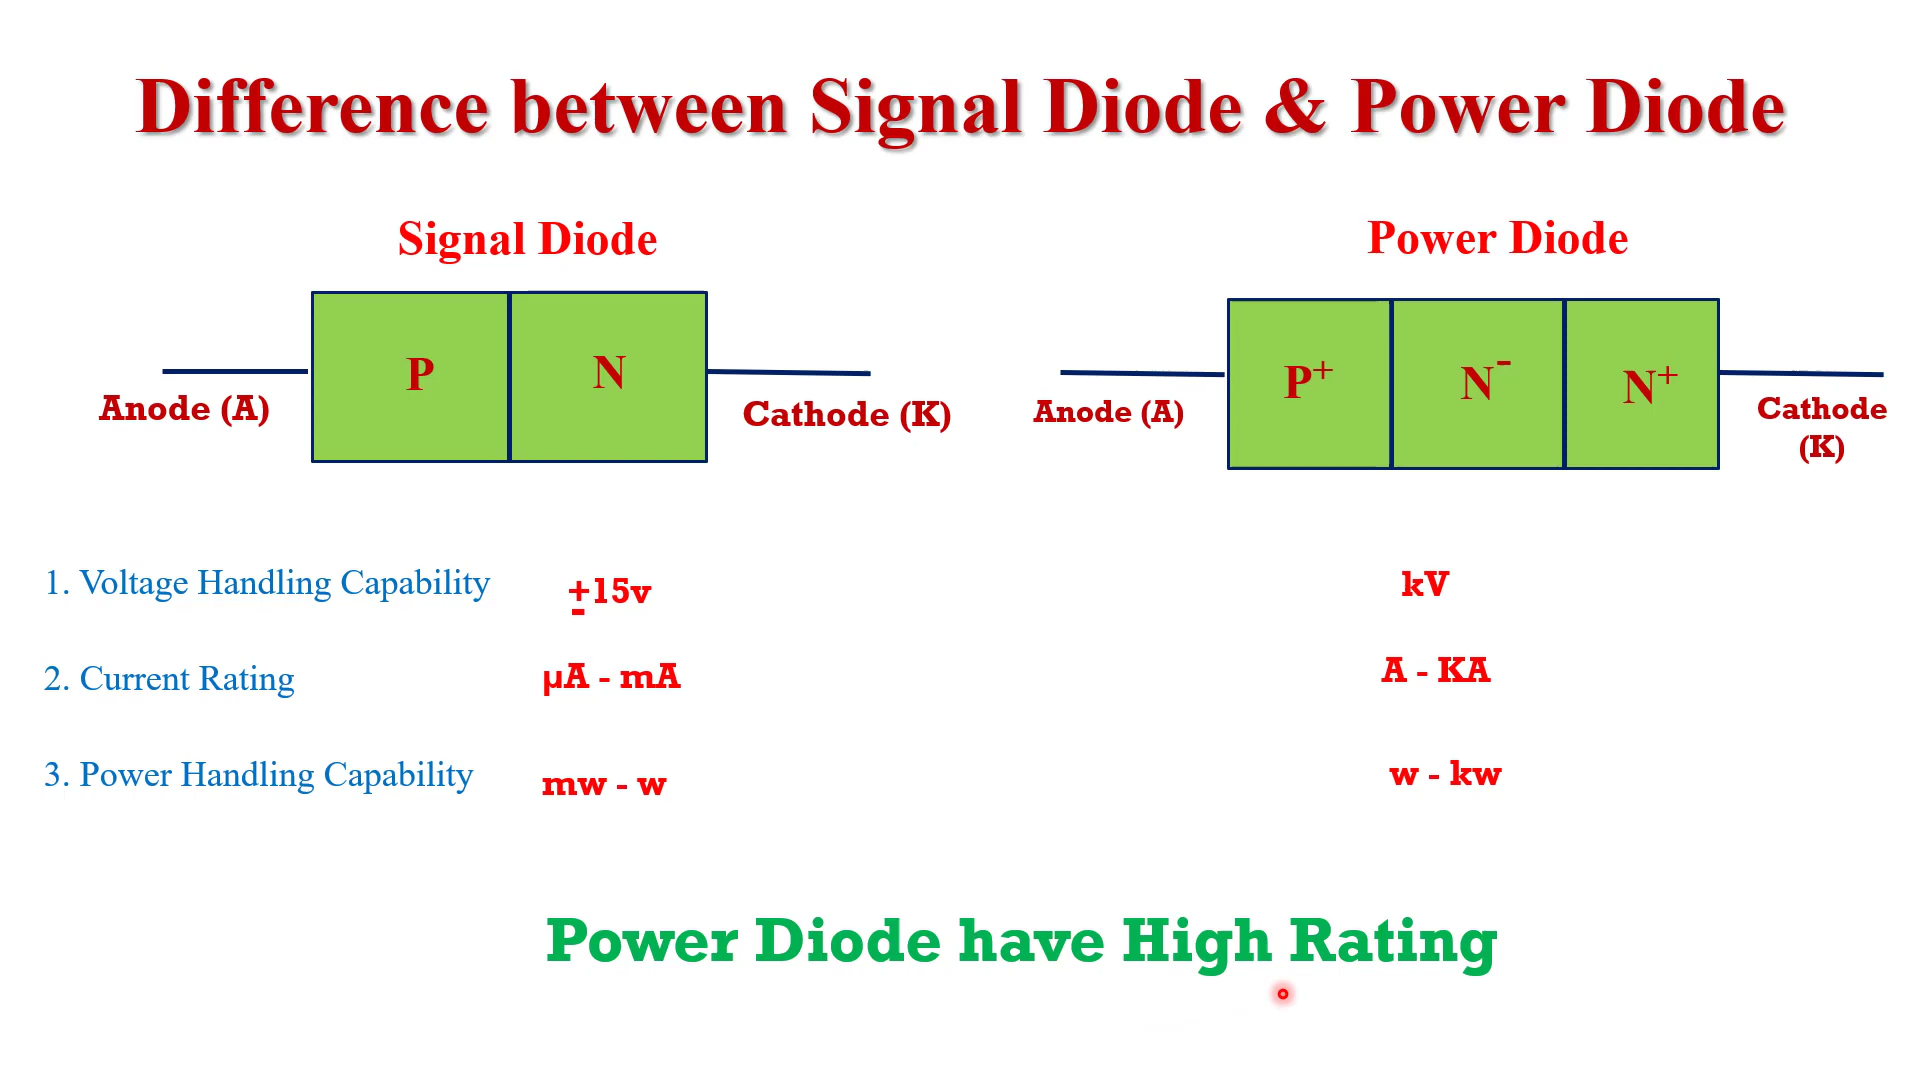 Difference between Signal Diode & Power Diode
Signal Diode
Power Diode
P
N
Anode (A)
Cathode (K)
P⁺
N⁻
N⁺
Anode (A)
Cathode
(K)
1. Voltage Handling Capability
±15v
kV
2. Current Rating
µA - mA
A - KA
3. Power Handling Capability
mw - w
w - kw
Power Diode have High Rating